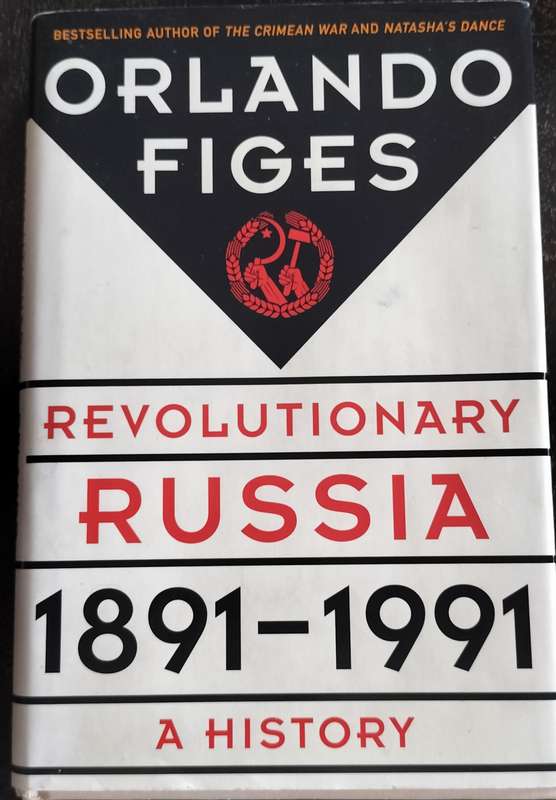 BESTSELLING AUTHOR OF THE CRIMEAN WAR AND NATASHA'S DANCE
ORLANDO
FIGES
REVOLUTIONARY
RUSSIA
1891–1991
A HISTORY